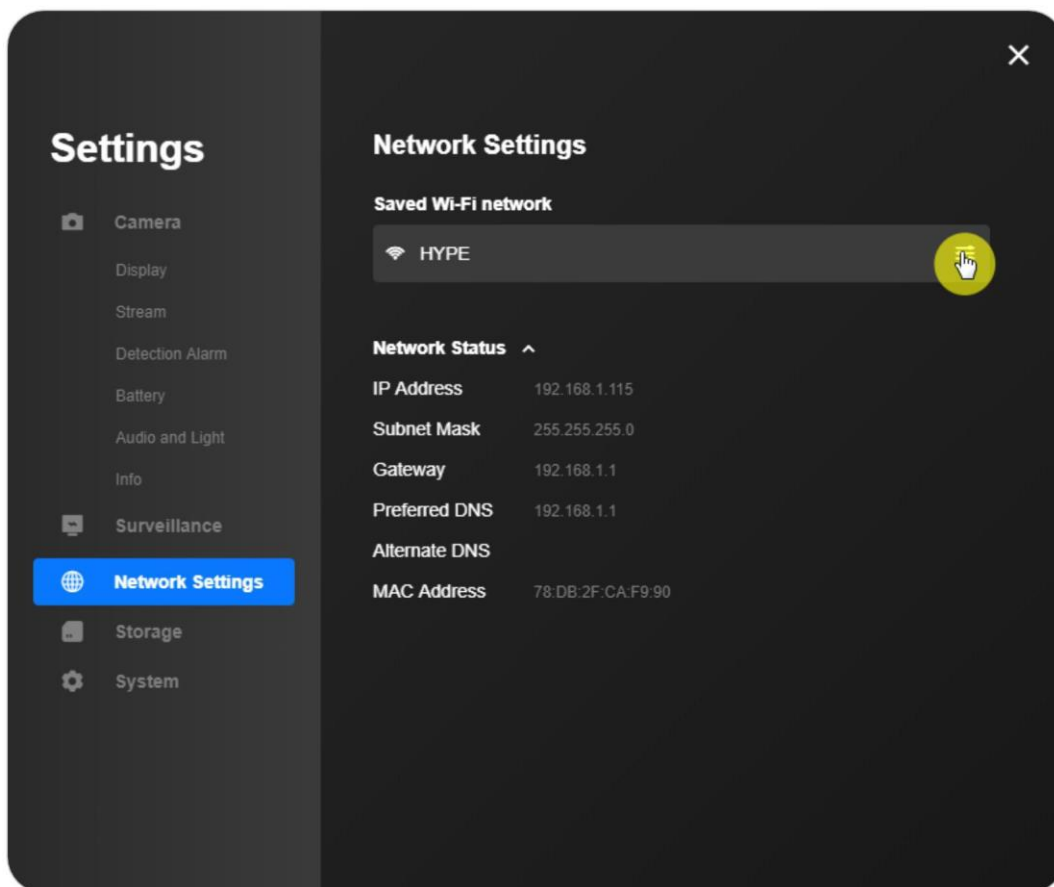 Settings
Camera
Display
Stream
Detection Alarm
Battery
Audio and Light
Info
Surveillance
Network Settings
Storage
System
Network Settings
Saved Wi-Fi network
HYPE
Network Status
IP Address 192.168.1.115
Subnet Mask 255.255.255.0
Gateway 192.168.1.1
Preferred DNS 192.168.1.1
Alternate DNS
MAC Address 78:DB:2F:CA:F9:90